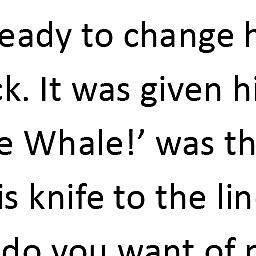 eady to change h
ck. It was given hi
e Whale!’ was th
is knife to the lin
do you want of